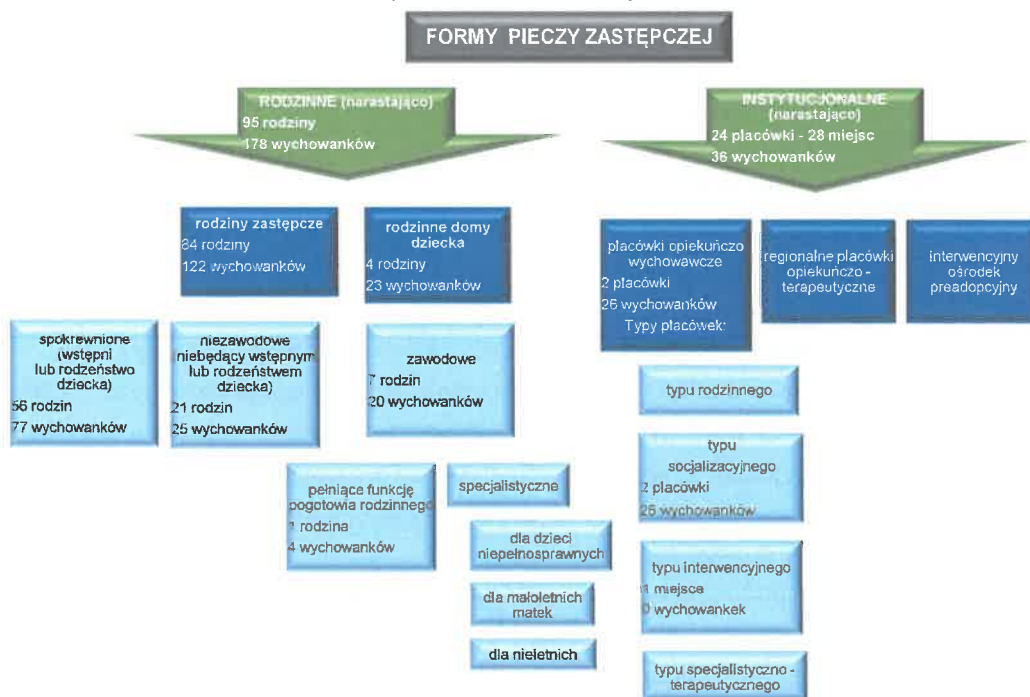 FORMY PIECZY ZASTĘPCZEJ
RODZINNE (narastająco)
95 rodziny
178 wychowanków
INSTYTUCJONALNE
(narastająco)
24 placówki - 28 miejsc
36 wychowanków
rodziny zastępcze
84 rodziny
122 wychowanków
rodzinne domy
dziecka
4 rodziny
23 wychowanków
placówki opiekuńczo
wychowawcze
2 placówki
26 wychowanków
Typy placówek:
regionalne placówki
opiekuńczo -
terapeutyczne
interwencyjny
ośrodek
preadopcyjny
spokrewnione
(wstępni
lub rodzeństwo
dziecka)
56 rodzin
77 wychowanków
niezawodowe
niebędący wstępnym
lub rodzeństwem
dziecka)
21 rodzin
25 wychowanków
zawodowe
7 rodzin
20 wychowanków
pełniące funkcję
pogotowia rodzinnego
1 rodzina
4 wychowanków
specjalistyczne
dla dzieci
niepełnosprawnych
dla małoletnich
matek
dla nieletnich
typu rodzinnego
typu
socjalizacyjnego
2 placówki
26 wychowanków
typu interwencyjnego
1 miejsce
0 wychowankek
typu specjalistyczno -
terapeutycznego